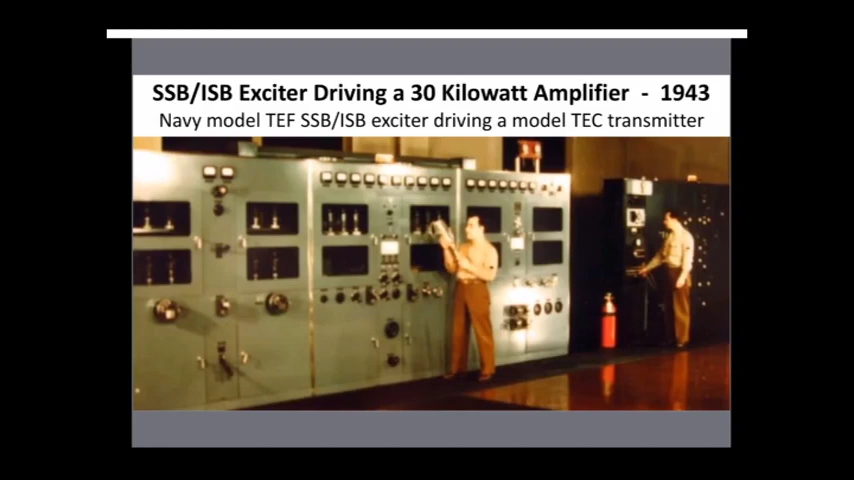 SSB/ISB Exciter Driving a 30 Kilowatt Amplifier - 1943
Navy model TEF SSB/ISB exciter driving a model TEC transmitter